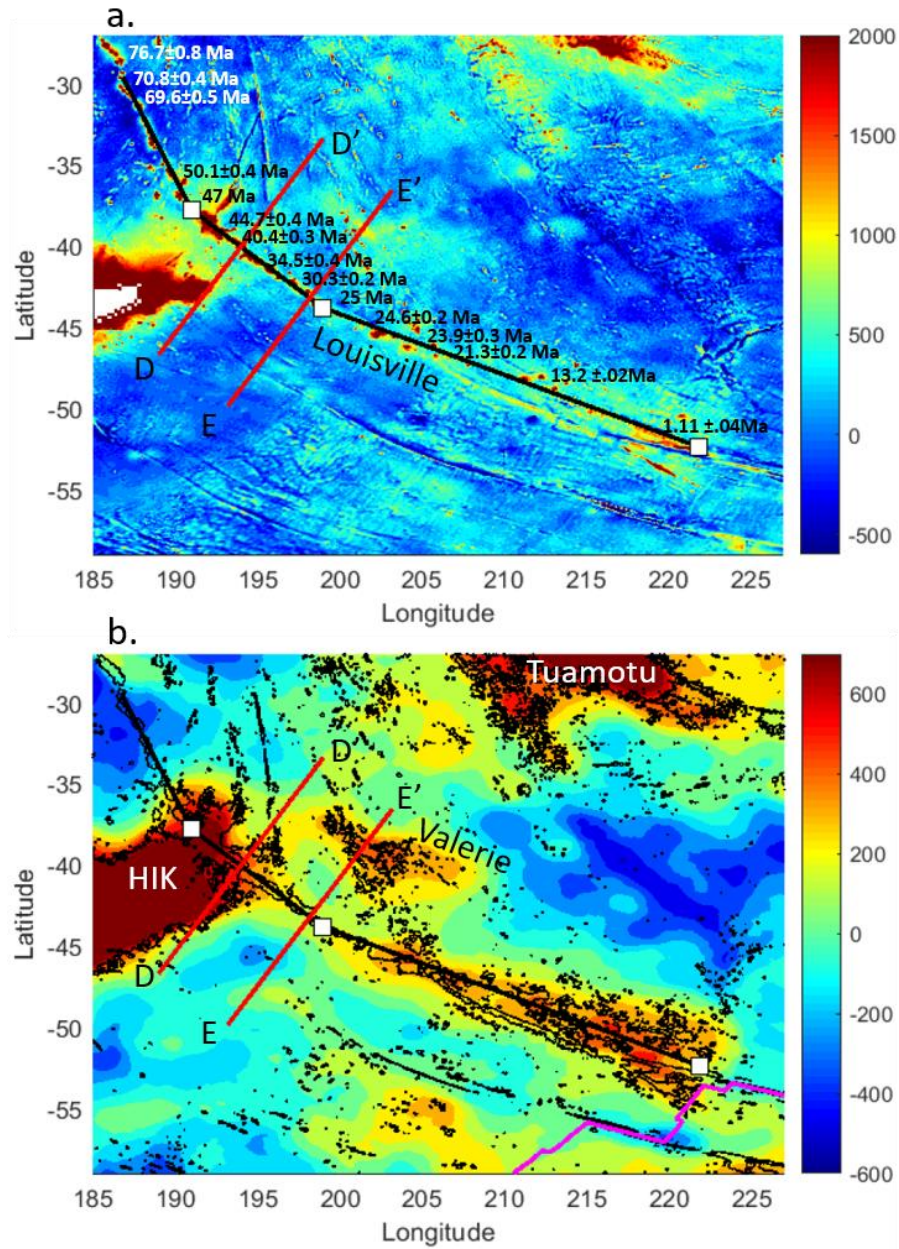 a.
76.7±0.8 Ma
70.8±0.4 Ma
69.6±0.5 Ma
50.1±0.4 Ma
47 Ma
44.7±0.4 Ma
40.4±0.3 Ma
34.5±0.4 Ma
30.3±0.2 Ma
25 Ma
24.6±0.2 Ma
23.9±0.3 Ma
21.3±0.2 Ma
13.2 ±.02Ma
1.11 ±.04Ma
D'
E'
D
E
Louisville
-30
-35
-40
-45
-50
-55
Latitude
185 190 195 200 205 210 215 220 225
Longitude
2000
1500
1000
500
0
-500
b.
Tuamotu
D'
E'
Valerie
HIK
D
E
-30
-35
-40
-45
-50
-55
Latitude
185 190 195 200 205 210 215 220 225
Longitude
600
400
200
0
-200
-400
-600